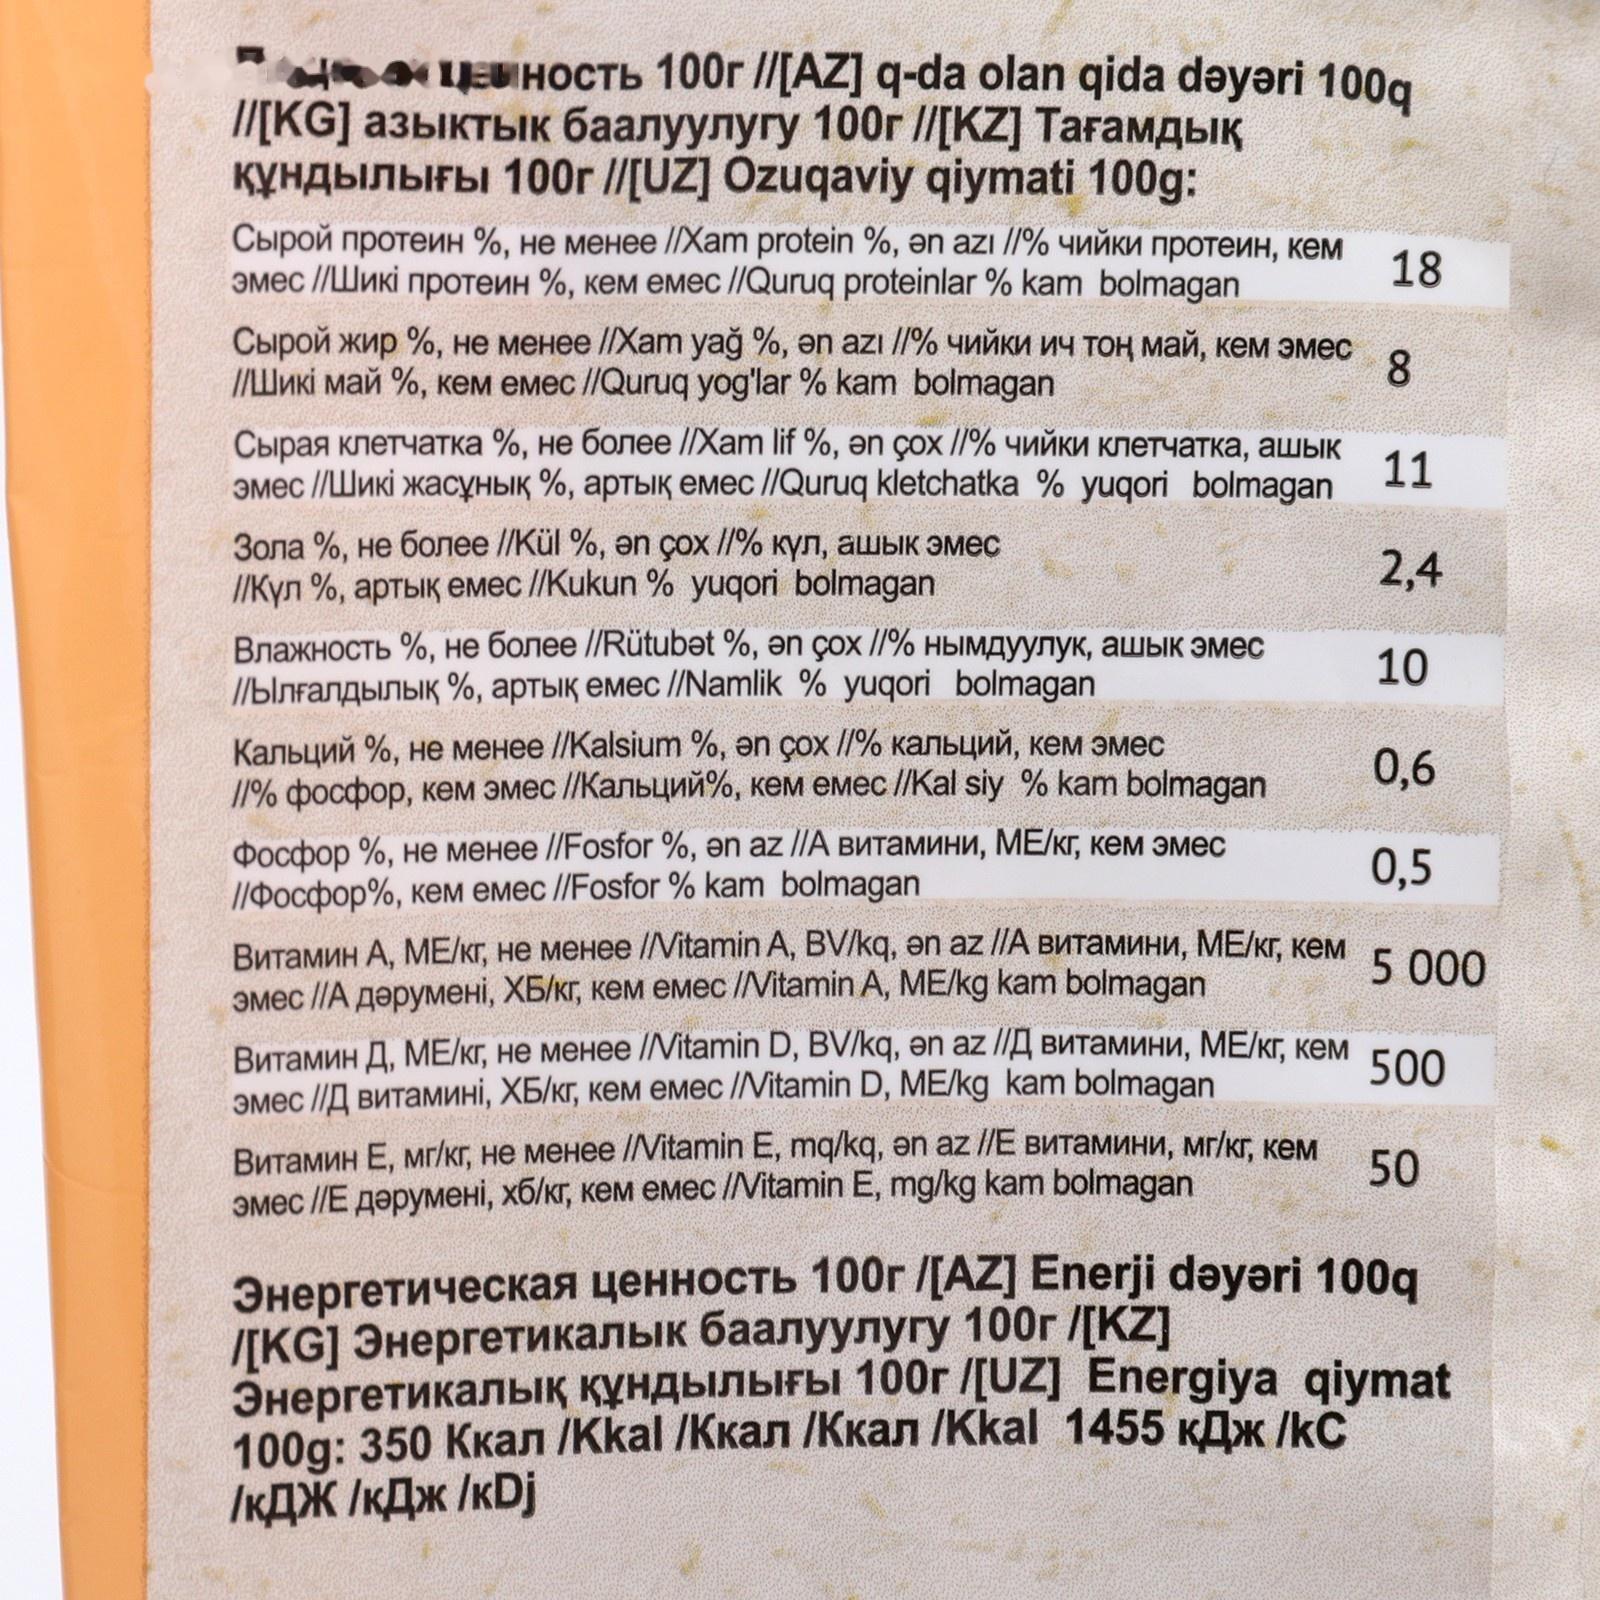 ценность 100г //[AZ] q-da olan qida dəyəri 100q
//[KG] азыктык баалуулугу 100г //[KZ] Тағамдық
құндылығы 100г //[UZ] Ozuqaviy qiymati 100g:
Сырой протеин %, не менее //Xam protein %, ən azı //% чийки протеин, кем
эмес //Шикі протеин %, кем емес //Quruq proteinlar % kam bolmagan 18
Сырой жир %, не менее //Xam yağ %, ən azı //% чийки ич тоң май, кем эмес
//Шикі май %, кем емес //Quruq yog'lar % kam bolmagan 8
Сырая клетчатка %, не более //Xam lif %, ən çox //% чийки клетчатка, ашык
эмес //Шикі жасұнық %, артық емес //Quruq kletchatka % yuqori bolmagan 11
Зола %, не более //Kül %, ən çox //% күл, ашык эмес
//Күл %, артық емес //Kukun % yuqori bolmagan 2,4
Влажность %, не более //Rütubət %, ən çox //% нымдуулук, ашык эмес
//Ылғалдылық %, артық емес //Namlik % yuqori bolmagan 10
Кальций %, не менее //Kalsium %, ən çox //% кальций, кем эмес
//% фосфор, кем эмес //Кальций%, кем емес //Kal siy % kam bolmagan 0,6
Фосфор %, не менее //Fosfor %, ən az //А витамини, МЕ/кг, кем эмес
//Фосфор%, кем емес //Fosfor % kam bolmagan 0,5
Витамин А, МЕ/кг, не менее //Vitamin A, BV/kq, ən az //А витамини, МЕ/кг, кем
эмес //А дәрумені, ХБ/кг, кем емес //Vitamin A, ME/kg kam bolmagan 5 000
Витамин Д, МЕ/кг, не менее //Vitamin D, BV/kq, ən az //Д витамини, МЕ/кг, кем
эмес //Д витамині, ХБ/кг, кем емес //Vitamin D, ME/kg kam bolmagan 500
Витамин Е, мг/кг, не менее //Vitamin E, mq/kq, ən az //Е витамини, мг/кг, кем
эмес //Е дәрумені, хб/кг, кем емес //Vitamin E, mg/kg kam bolmagan 50
Энергетическая ценность 100г /[AZ] Enerji dəyəri 100q
/[KG] Энергетикалык баалуулугу 100г /[KZ]
Энергетикалық құндылығы 100г /[UZ] Energiya qiymat
100g: 350 Ккал /Kkal /Ккал /Ккал /Kkal 1455 кДж /kC
/кДЖ /кДж /кDj